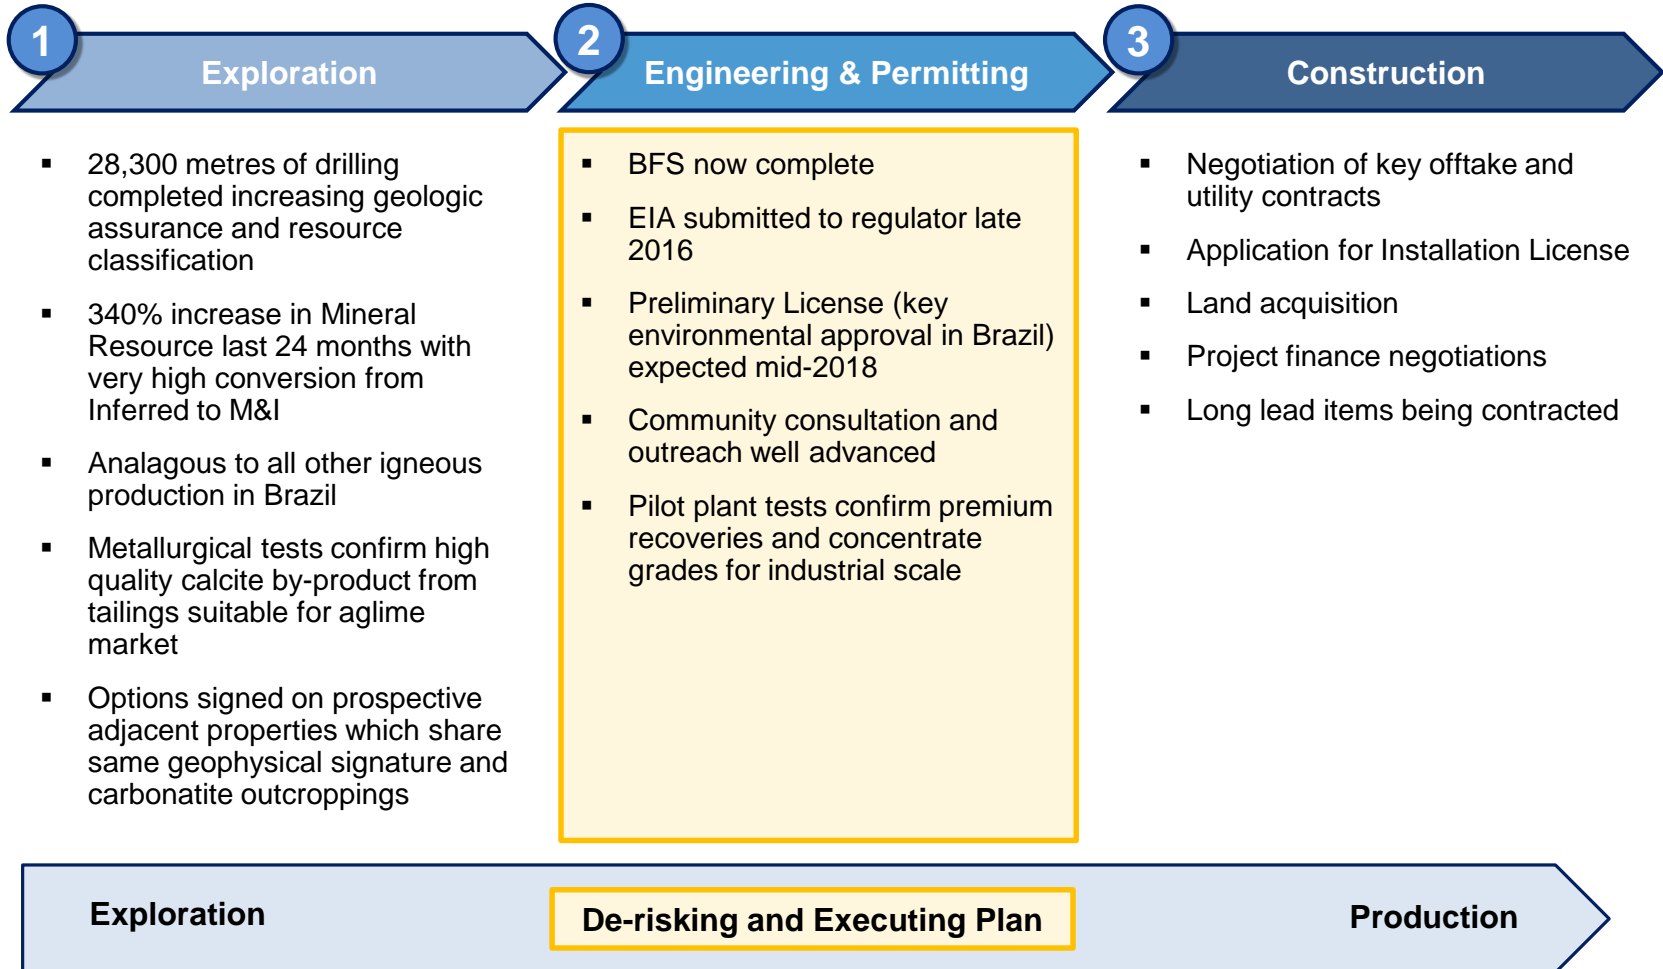 1
Exploration
2
Engineering & Permitting
3
Construction
▪ 28,300 metres of drilling
completed increasing geologic
assurance and resource
classification
▪ 340% increase in Mineral
Resource last 24 months with
very high conversion from
Inferred to M&I
▪ Analagous to all other igneous
production in Brazil
▪ Metallurgical tests confirm high
quality calcite by-product from
tailings suitable for aglime
market
▪ Options signed on prospective
adjacent properties which share
same geophysical signature and
carbonatite outcroppings
▪ BFS now complete
▪ EIA submitted to regulator late
2016
▪ Preliminary License (key
environmental approval in Brazil)
expected mid-2018
▪ Community consultation and
outreach well advanced
▪ Pilot plant tests confirm premium
recoveries and concentrate
grades for industrial scale
▪ Negotiation of key offtake and
utility contracts
▪ Application for Installation License
▪ Land acquisition
▪ Project finance negotiations
▪ Long lead items being contracted
Exploration
De-risking and Executing Plan
Production